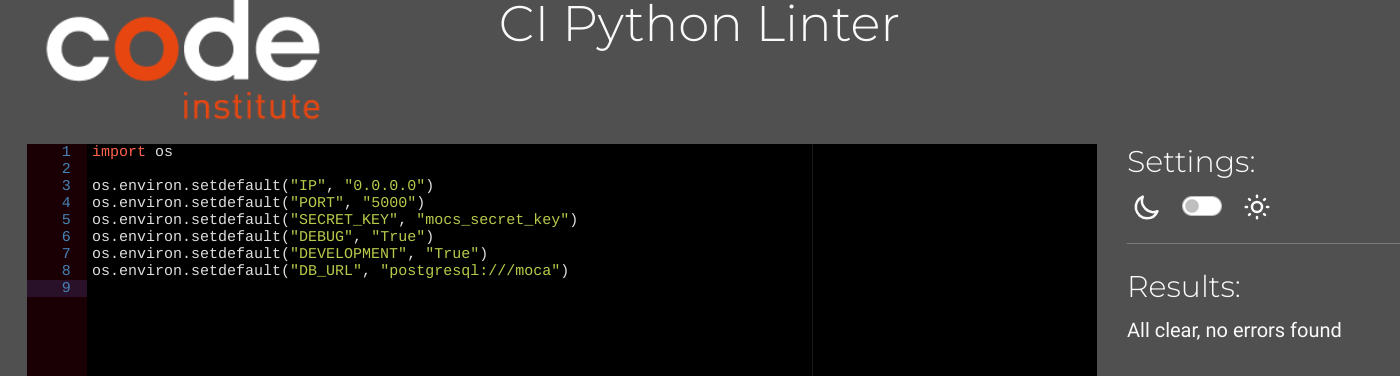 code
institute
CI Python Linter
1 import os
2
3 os.environ.setdefault("IP", "0.0.0.0")
4 os.environ.setdefault("PORT", "5000")
5 os.environ.setdefault("SECRET_KEY", "mocs_secret_key")
6 os.environ.setdefault("DEBUG", "True")
7 os.environ.setdefault("DEVELOPMENT", "True")
8 os.environ.setdefault("DB_URL", "postgresql:///moca")
9
Settings:
Results:
All clear, no errors found